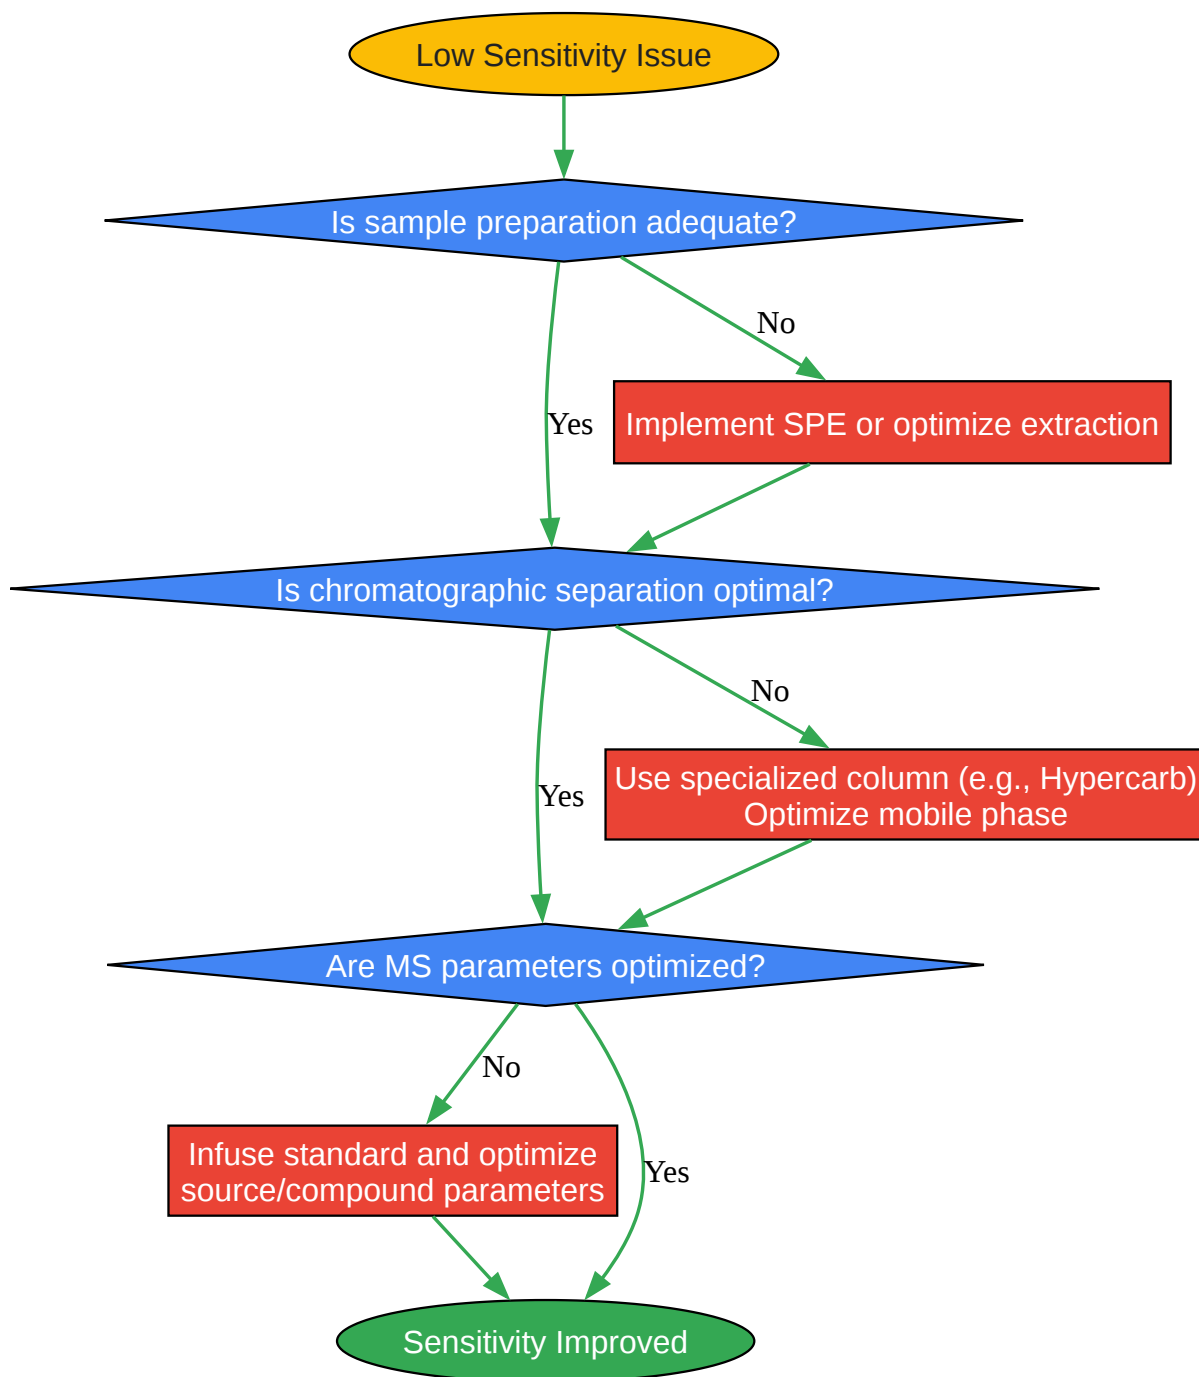 Low Sensitivity Issue
Is sample preparation adequate?
No
Yes
Implement SPE or optimize extraction
Is chromatographic separation optimal?
No
Yes
Use specialized column (e.g., Hypercarb)
Optimize mobile phase
Are MS parameters optimized?
No
Infuse standard and optimize
source/compound parameters
Yes
Sensitivity Improved